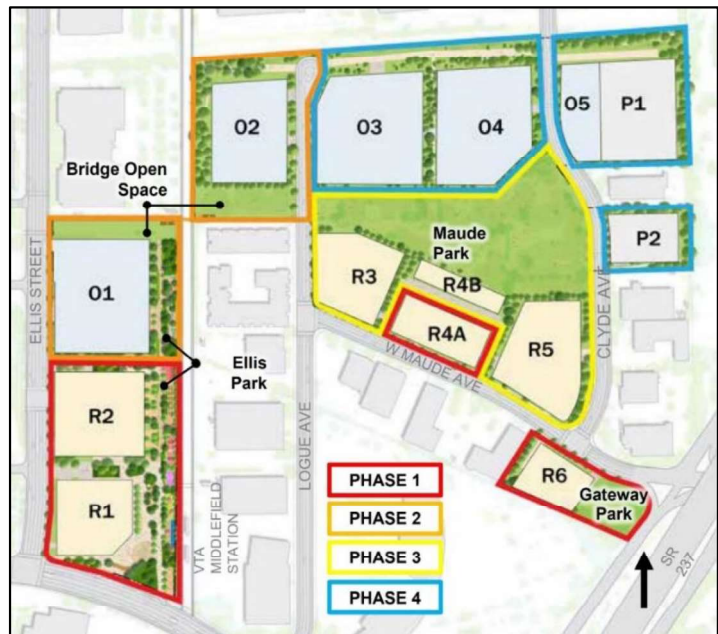 O2
O3
O4
O5
P1
Bridge Open
Space
P2
Maude
Park
R3
R4B
R4A
R5
O1
ELLIS STREET
Ellis
Park
W MAUDE AVE
CLYDE AVE
R2
R1
LOGUE AVE
VTA
MIDDLEFIELD
STATION
R6
Gateway
Park
SR
237
PHASE 1
PHASE 2
PHASE 3
PHASE 4